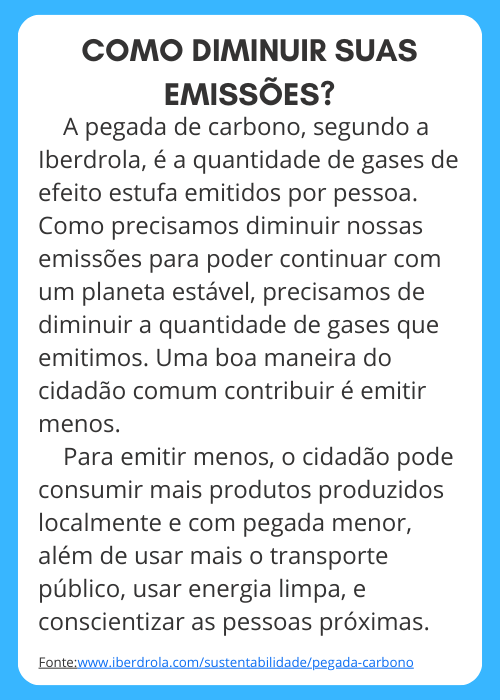 COMO DIMINUIR SUAS
EMISSÕES?
A pegada de carbono, segundo a
Iberdrola, é a quantidade de gases de
efeito estufa emitidos por pessoa.
Como precisamos diminuir nossas
emissões para poder continuar com
um planeta estável, precisamos de
diminuir a quantidade de gases que
emitimos. Uma boa maneira do
cidadão comum contribuir é emitir
menos.
Para emitir menos, o cidadão pode
consumir mais produtos produzidos
localmente e com pegada menor,
além de usar mais o transporte
público, usar energia limpa, e
conscientizar as pessoas próximas.
Fonte:www.iberdrola.com/sustentabilidade/pegada-carbono